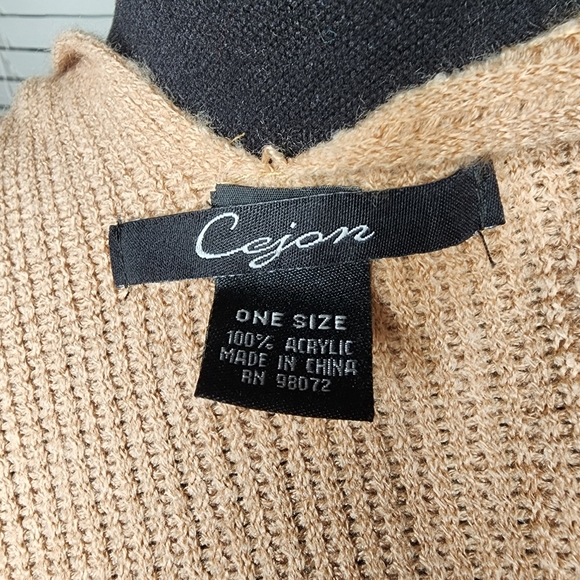 Cejon
ONE SIZE
100% ACRYLIC
MADE IN CHINA
RN 98072